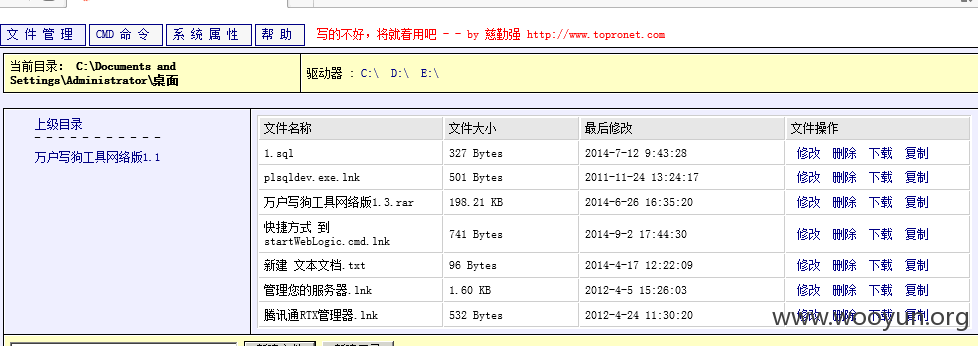 文件管理 CMD命令 系统属性 帮助 写的不好，将就着用吧 - - by 慈勤强 http://www.topronet.com
当前目录： C:\Documents and
Settings\Administrator\桌面
驱动器 : C:\ D:\ E:\
上级目录
- - - - - - - - - - -
万户写狗工具网络版1.1
文件名称 文件大小 最后修改 文件操作
1.sql 327 Bytes 2014-7-12 9:43:28 修改 删除 下载 复制
plsqldev.exe.lnk 501 Bytes 2011-11-24 13:24:17 修改 删除 下载 复制
万户写狗工具网络版1.3.rar 198.21 KB 2014-6-26 16:35:20 修改 删除 下载 复制
快捷方式 到
startWebLogic.cmd.lnk 741 Bytes 2014-9-2 17:44:30 修改 删除 下载 复制
新建 文本文档.txt 96 Bytes 2014-4-17 12:22:09 修改 删除 下载 复制
管理您的服务器.lnk 1.60 KB 2012-4-5 15:26:03 修改 删除 下载 复制
腾讯通RTX管理器.lnk 532 Bytes 2012-4-24 11:30:20 修改 删除 下载 复制
www.wooyun.org